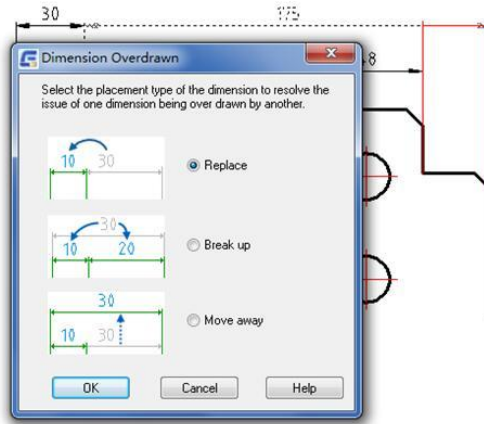 30
175
Dimension Overdrawn
48
Select the placement type of the dimension to resolve the
issue of one dimension being over drawn by another.
10 30
Replace
30
10 20
Break up
30
10 30
Move away
OK Cancel Help